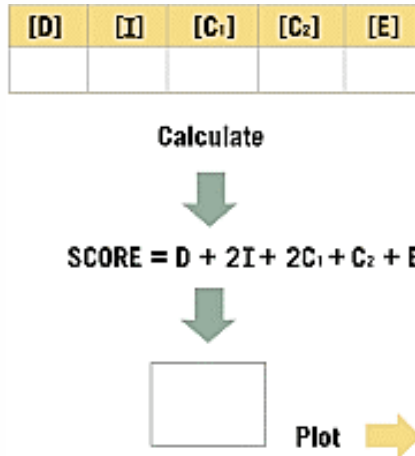 [D] [I] [C₁] [C₂] [E]
Calculate
SCORE = D + 2I + 2C₁ + C₂ + E
Plot